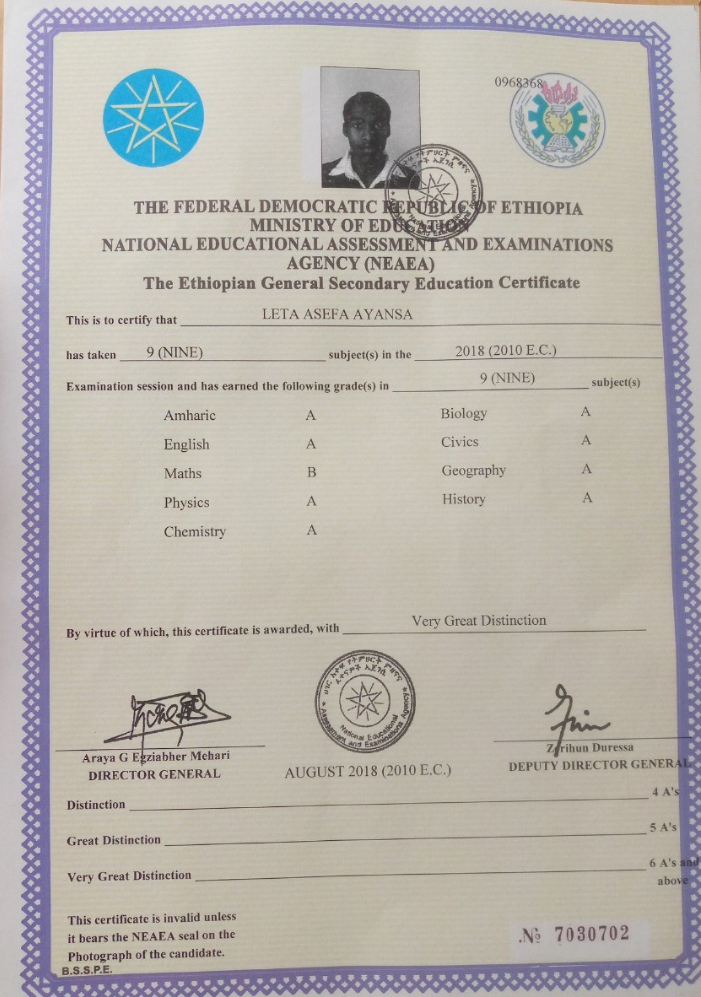 0968368
THE FEDERAL DEMOCRATIC REPUBLIC OF ETHIOPIA
MINISTRY OF EDUCATION
NATIONAL EDUCATIONAL ASSESSMENT AND EXAMINATIONS
AGENCY (NEAEA)
The Ethiopian General Secondary Education Certificate
This is to certify that LETA ASEFA AYANSA
has taken 9 (NINE) subject(s) in the 2018 (2010 E.C.)
Examination session and has earned the following grade(s) in 9 (NINE) subject(s)
Amharic A Biology A
English A Civics A
Maths B Geography A
Physics A History A
Chemistry A
By virtue of which, this certificate is awarded, with Very Great Distinction
National Educational
Assessment and Examinations Agency
Araya G Egziabher Mehari
DIRECTOR GENERAL
AUGUST 2018 (2010 E.C.)
Zerihun Duressa
DEPUTY DIRECTOR GENERAL
Distinction 4 A's
Great Distinction 5 A's
Very Great Distinction 6 A's and
above
This certificate is invalid unless
it bears the NEAEA seal on the
Photograph of the candidate.
№ 7030702
B.S.S.P.E.